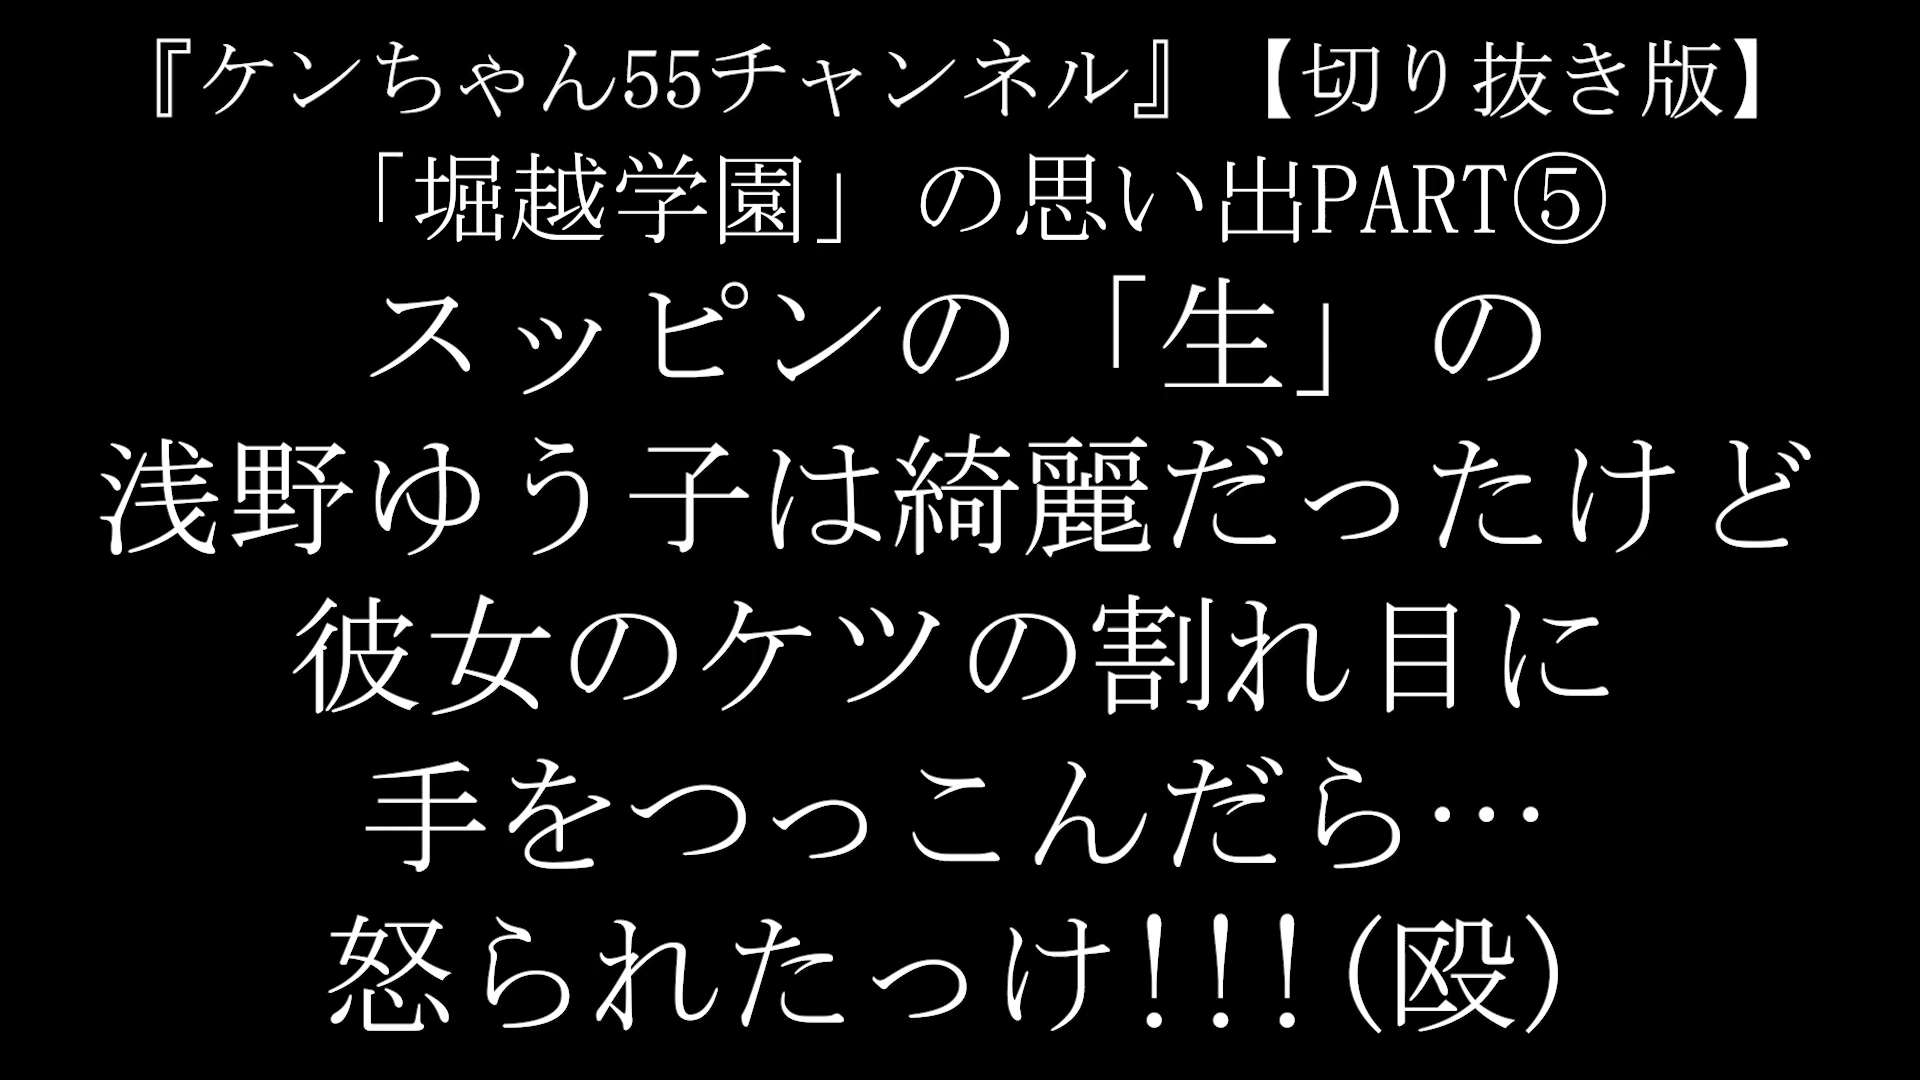 『ケンちゃん55チャンネル』【切り抜き版】
「堀越学園」の思い出PART⑤
スッピンの「生」の
浅野ゆう子は綺麗だったけど
彼女のケツの割れ目に
手をつっこんだら…
怒られたっけ!!!(殴)